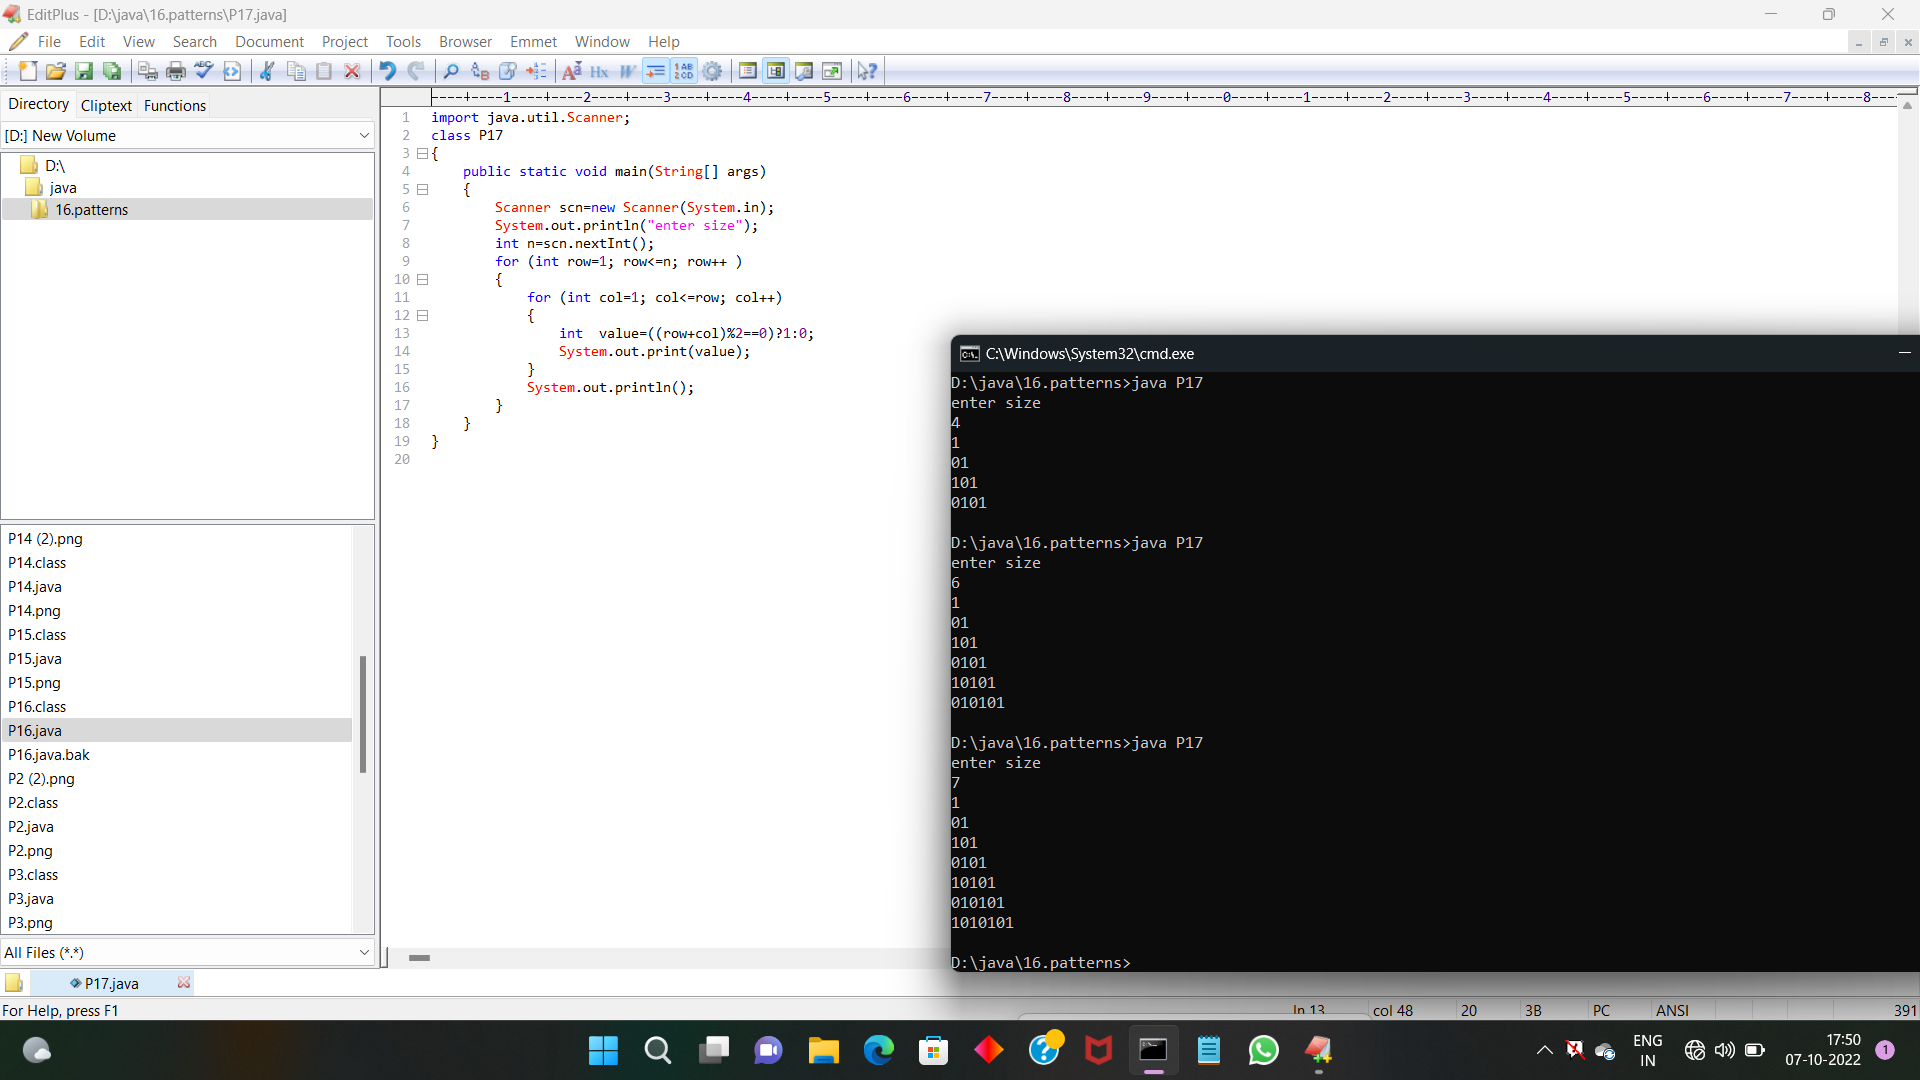 EditPlus - [D:\java\16.patterns\P17.java]
File Edit View Search Document Project Tools Browser Emmet Window Help
Directory Cliptext Functions
[D:] New Volume
D:\
java
16.patterns
P14 (2).png
P14.class
P14.java
P14.png
P15.class
P15.java
P15.png
P16.class
P16.java
P16.java.bak
P2 (2).png
P2.class
P2.java
P2.png
P3.class
P3.java
P3.png
All Files (*.*)
----+----1----+----2----+----3----+----4----+----5----+----6----+----7----+----8----+----9----+----0----+----1----+----2----+----3----+----4----+----5----+----6----+----7----+----8---
1 import java.util.Scanner;
2 class P17
3 {
4 public static void main(String[] args)
5 {
6 Scanner scn=new Scanner(System.in);
7 System.out.println("enter size");
8 int n=scn.nextInt();
9 for (int row=1; row<=n; row++ )
10 {
11 for (int col=1; col<=row; col++)
12 {
13 int  value=((row+col)%2==0)?1:0;
14 System.out.print(value);
15 }
16 System.out.println();
17 }
18 }
19 }
20
C:\Windows\System32\cmd.exe
D:\java\16.patterns>java P17
enter size
4
1
01
101
0101
D:\java\16.patterns>java P17
enter size
6
1
01
101
0101
10101
010101
D:\java\16.patterns>java P17
enter size
7
1
01
101
0101
10101
010101
1010101
D:\java\16.patterns>
P17.java
For Help, press F1
ln 13 col 48 20 3B PC ANSI 391
ENG
IN
17:50
07-10-2022
1